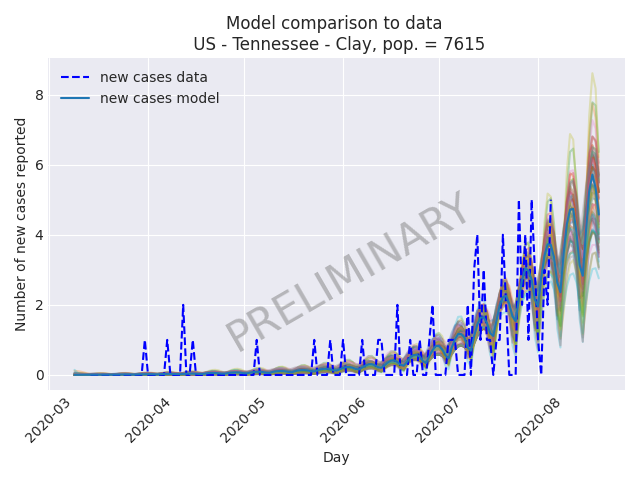 Model comparison to data
US - Tennessee - Clay, pop. = 7615
new cases data
new cases model
Number of new cases reported
8
6
4
2
0
PRELIMINARY
2020-03
2020-04
2020-05
2020-06
2020-07
2020-08
Day